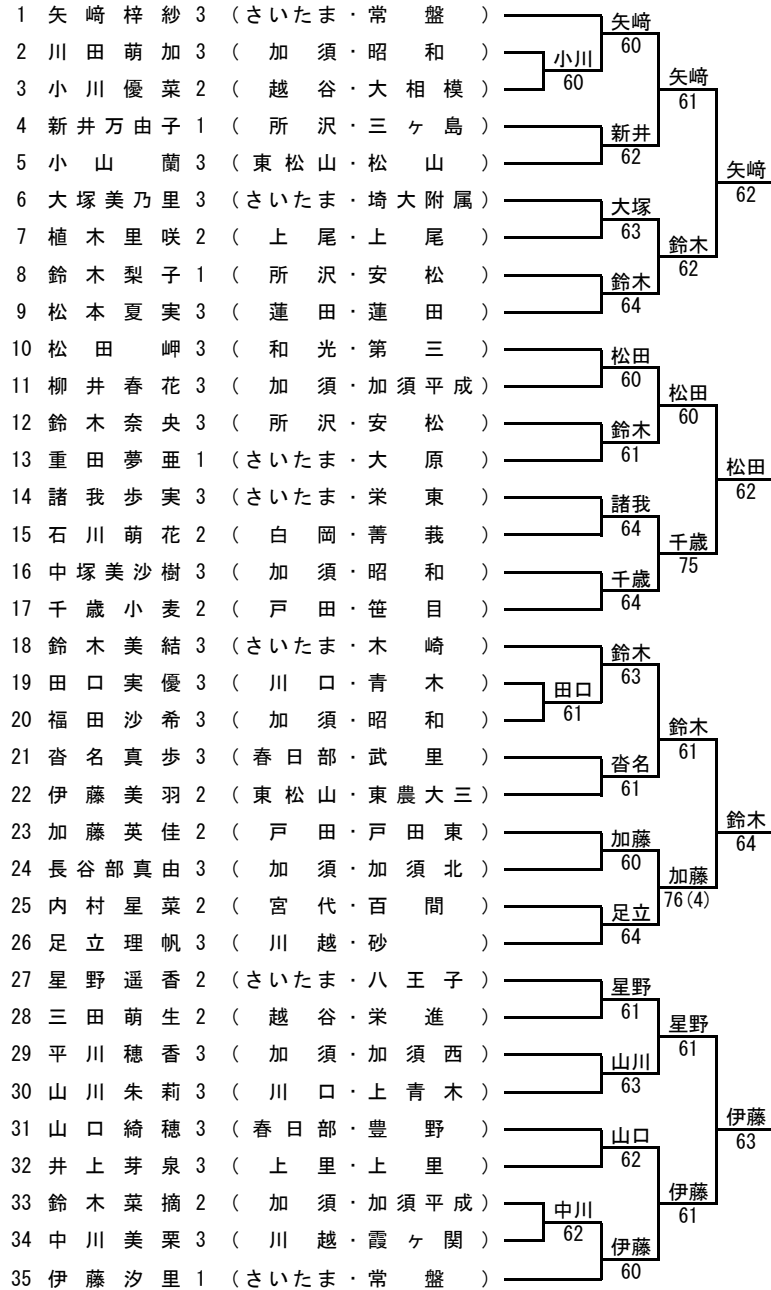 1 矢﨑梓紗 3 (さいたま・常盤)
2 川田萌加 3 (加須・昭和)
3 小川優菜 2 (越谷・大相模)
4 新井万由子 1 (所沢・三ヶ島)
5 小山蘭 3 (東松山・松山)
6 大塚美乃里 3 (さいたま・埼大附属)
7 植木里咲 2 (上尾・上尾)
8 鈴木梨子 1 (所沢・安松)
9 松本夏実 3 (蓮田・蓮田)
10 松田岬 3 (和光・第三)
11 柳井春花 3 (加須・加須平成)
12 鈴木奈央 3 (所沢・安松)
13 重田夢亜 1 (さいたま・大原)
14 諸我歩実 3 (さいたま・栄東)
15 石川萌花 2 (白岡・菁莪)
16 中塚美沙樹 3 (加須・昭和)
17 千歳小麦 2 (戸田・笹目)
18 鈴木美結 3 (さいたま・木崎)
19 田口実優 3 (川口・青木)
20 福田沙希 3 (加須・昭和)
21 沓名真歩 3 (春日部・武里)
22 伊藤美羽 2 (東松山・東農大三)
23 加藤英佳 2 (戸田・戸田東)
24 長谷部真由 3 (加須・加須北)
25 内村星菜 2 (宮代・百間)
26 足立理帆 3 (川越・砂)
27 星野遥香 2 (さいたま・八王子)
28 三田萌生 2 (越谷・栄進)
29 平川穂香 3 (加須・加須西)
30 山川朱莉 3 (川口・上青木)
31 山口綺穂 3 (春日部・豊野)
32 井上芽泉 3 (上里・上里)
33 鈴木菜摘 2 (加須・加須平成)
34 中川美栗 3 (川越・霞ヶ関)
35 伊藤汐里 1 (さいたま・常盤)
小川
60
田口
61
中川
62
矢﨑
60
新井
62
大塚
63
鈴木
64
松田
60
鈴木
61
諸我
64
千歳
64
鈴木
63
沓名
61
加藤
60
足立
64
星野
61
山川
63
山口
62
伊藤
60
矢﨑
61
鈴木
62
松田
60
千歳
75
鈴木
61
加藤
76(4)
星野
61
伊藤
61
矢﨑
62
松田
62
鈴木
64
伊藤
63